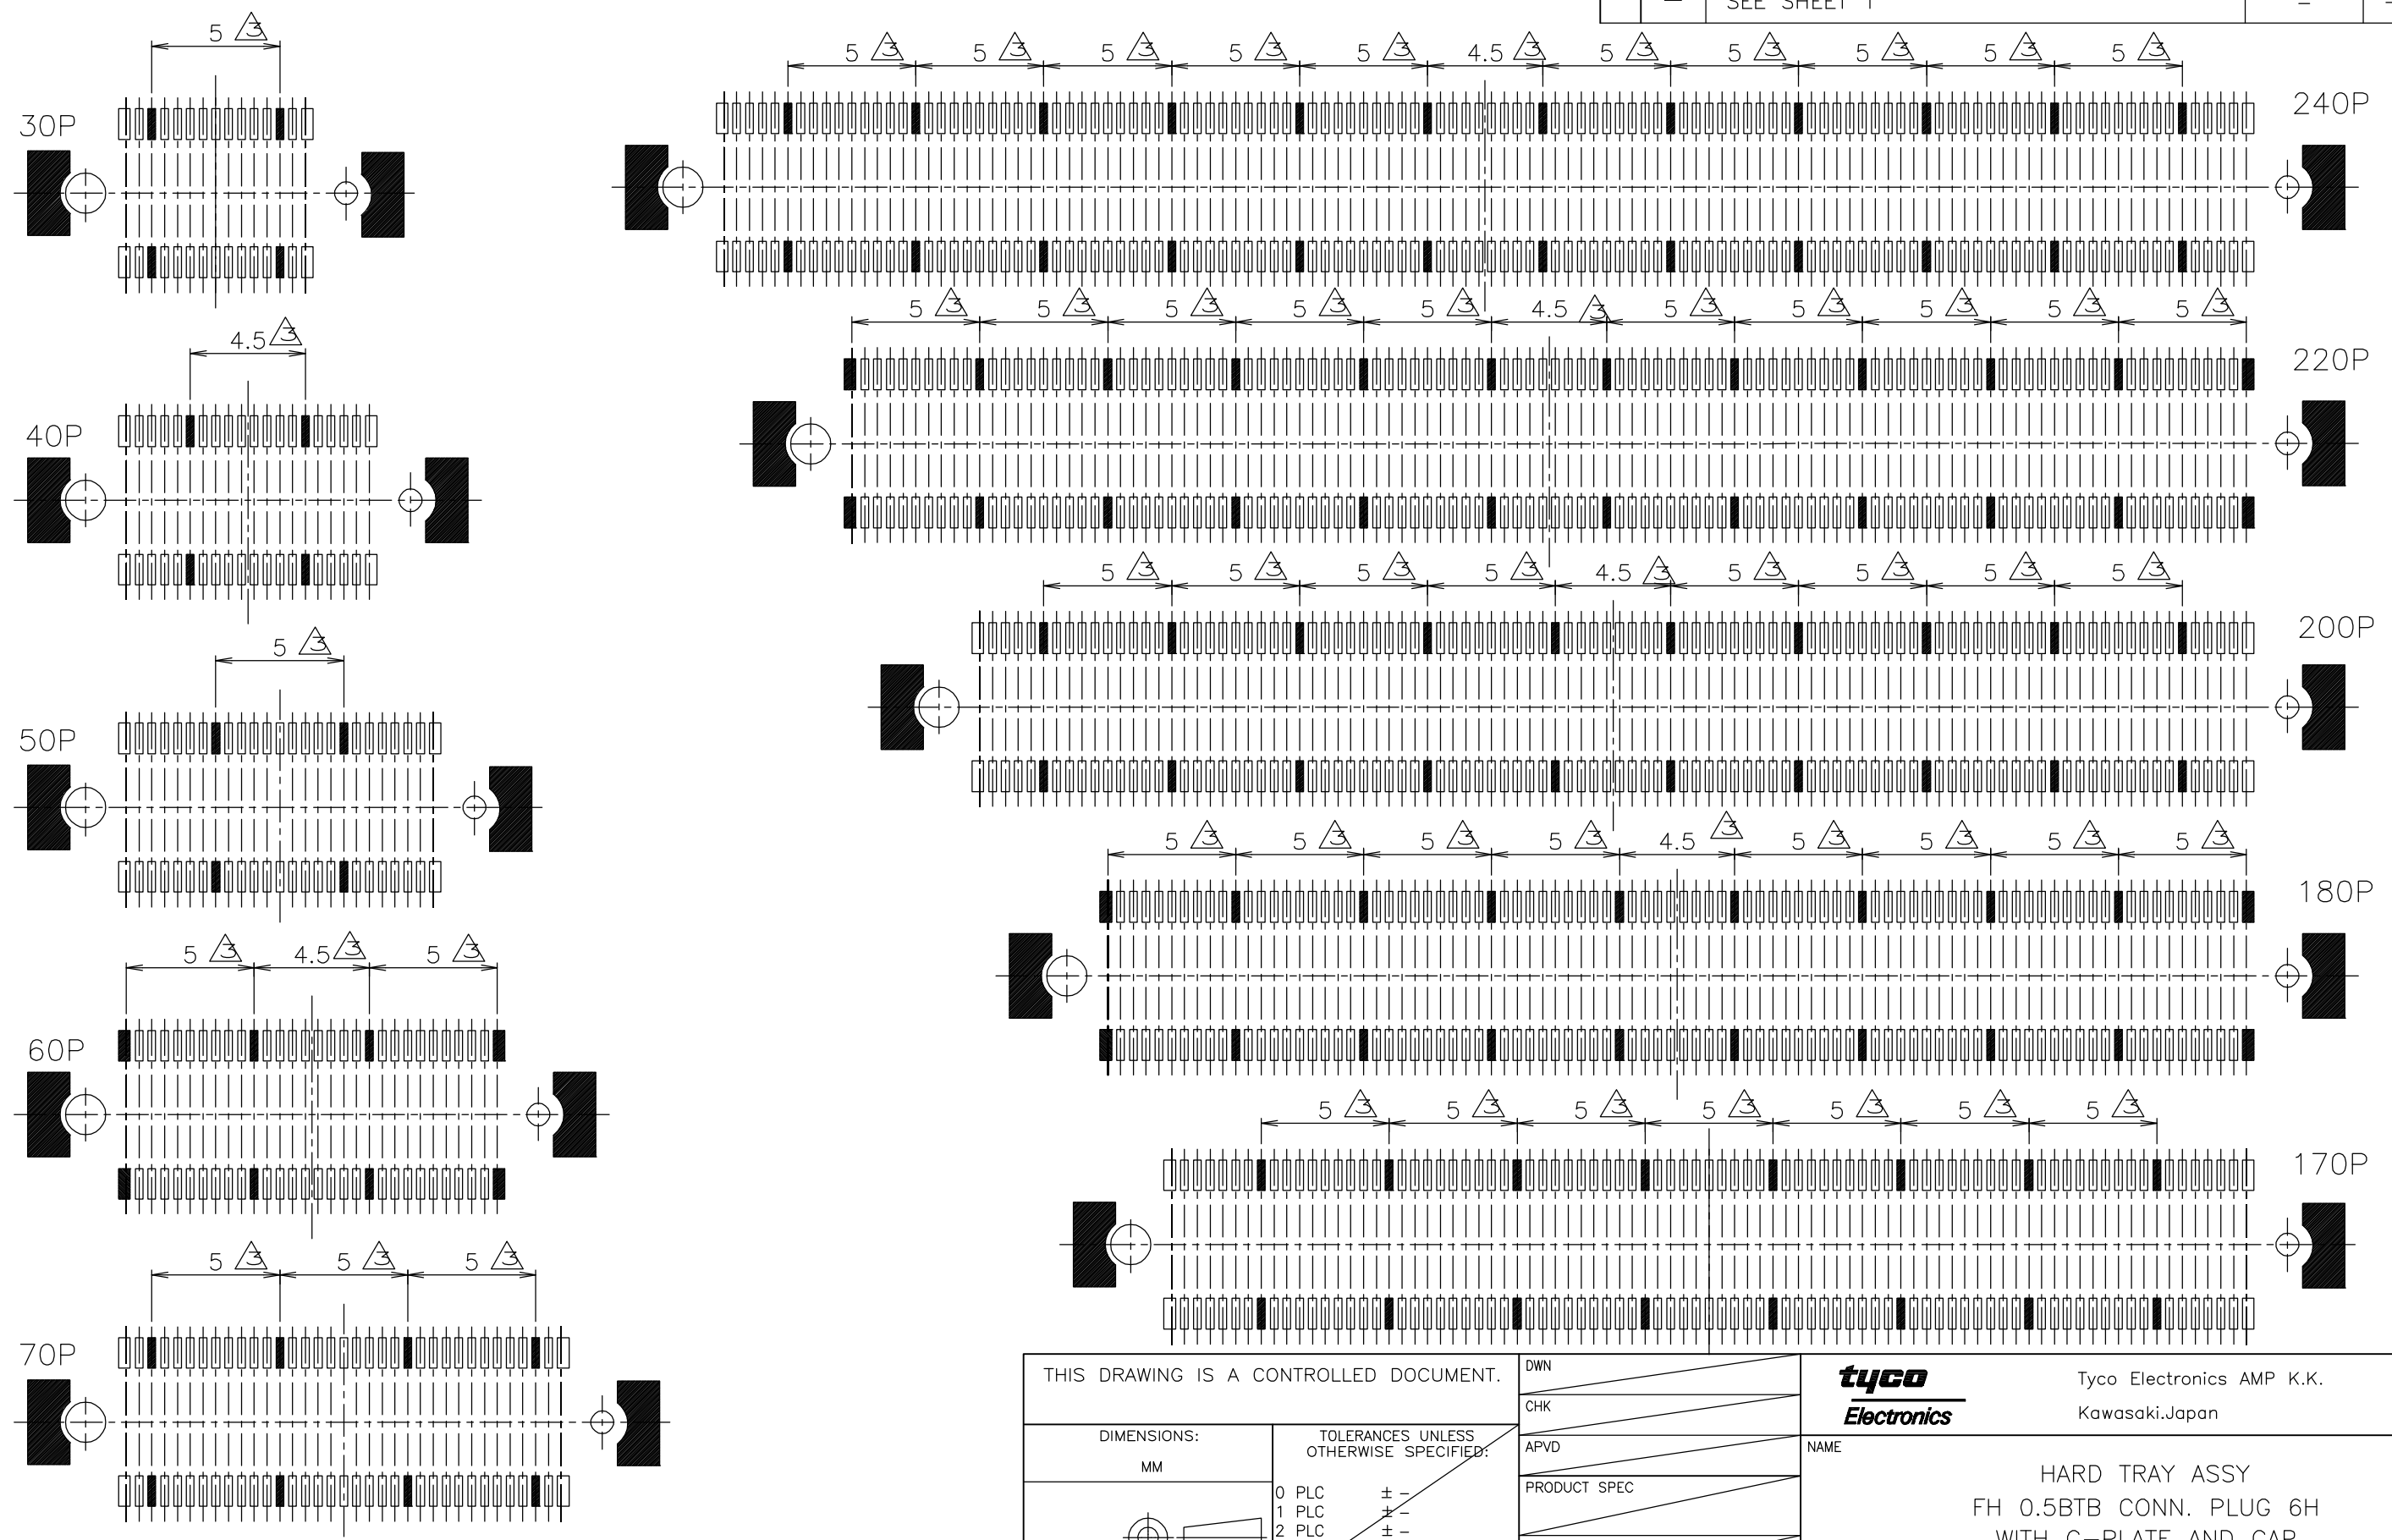 SEE SHEET 1
- -
5 3
30P
5 3 5 3 5 3 5 3 5 3 4.5 3 5 3 5 3 5 3 5 3 5 3
240P
4.5 3
40P
5 3 5 3 5 3 5 3 5 3 4.5 3 5 3 5 3 5 3 5 3 5 3
220P
5 3
50P
5 3 5 3 5 3 5 3 4.5 3 5 3 5 3 5 3 5 3
200P
5 3 4.5 3 5 3
60P
5 3 5 3 5 3 5 3 4.5 3 5 3 5 3 5 3 5 3
180P
5 3 5 3 5 3
70P
5 3 5 3 5 3 5 3 5 3 5 3 5 3
170P
THIS DRAWING IS A CONTROLLED DOCUMENT.
DIMENSIONS:
MM
TOLERANCES UNLESS
OTHERWISE SPECIFIED:
0 PLC ± -
1 PLC ± -
2 PLC ± -
DWN
CHK
APVD
PRODUCT SPEC
tyco
Electronics
Tyco Electronics AMP K.K.
Kawasaki.Japan
NAME
HARD TRAY ASSY
FH 0.5BTB CONN. PLUG 6H
WITH G-PLATE AND CAP